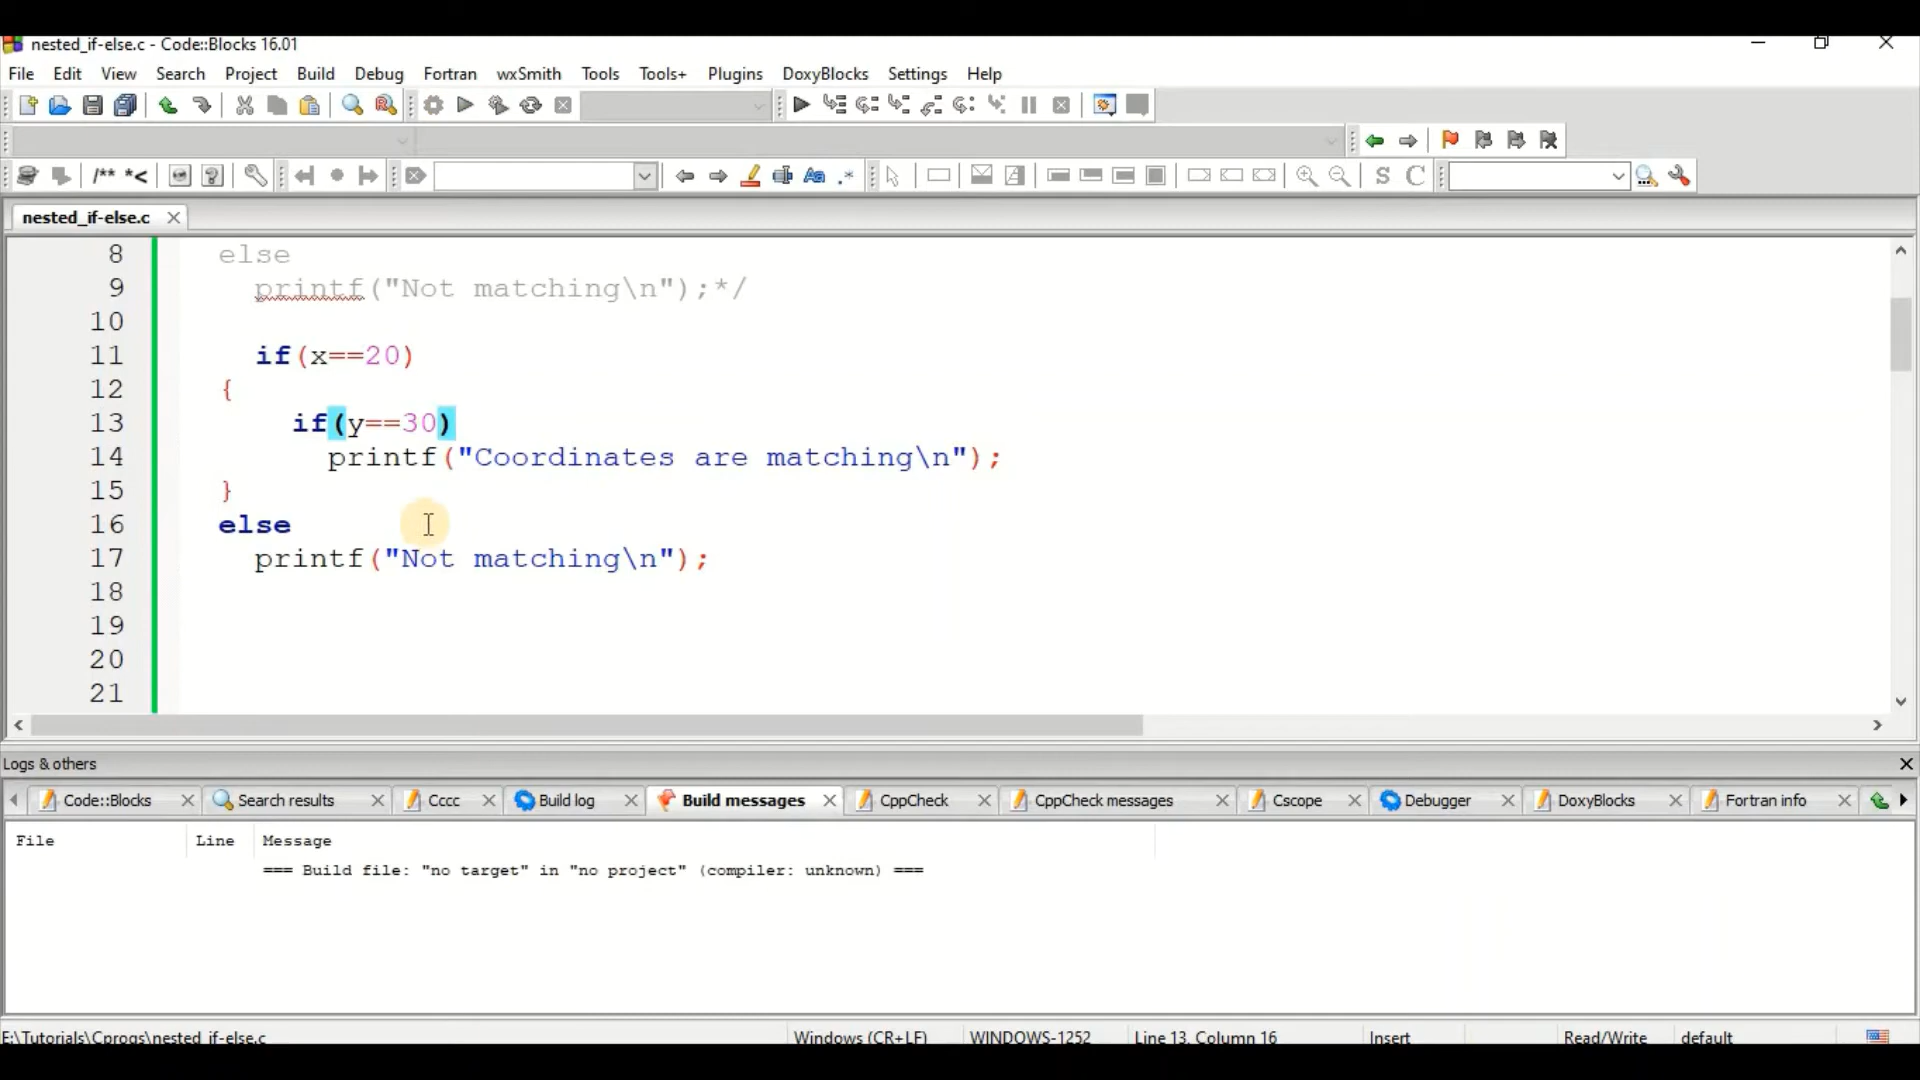 nested_if-else.c - Code::Blocks 16.01
File Edit View Search Project Build Debug Fortran wxSmith Tools Tools+ Plugins DoxyBlocks Settings Help
/** *<
Aa .*
S C
nested_if-else.c
8 else
9 printf("Not matching\n");*/
10
11 if(x==20)
12 {
13 if(y==30)
14 printf("Coordinates are matching\n");
15 }
16 else
17 printf("Not matching\n");
18
19
20
21
Logs & others
Code::Blocks Search results Cccc Build log Build messages CppCheck CppCheck messages Cscope Debugger DoxyBlocks Fortran info
File Line Message
=== Build file: "no target" in "no project" (compiler: unknown) ===
E:\Tutorials\Cprogs\nested_if-else.c Windows (CR+LF) WINDOWS-1252 Line 13, Column 16 Insert Read/Write default